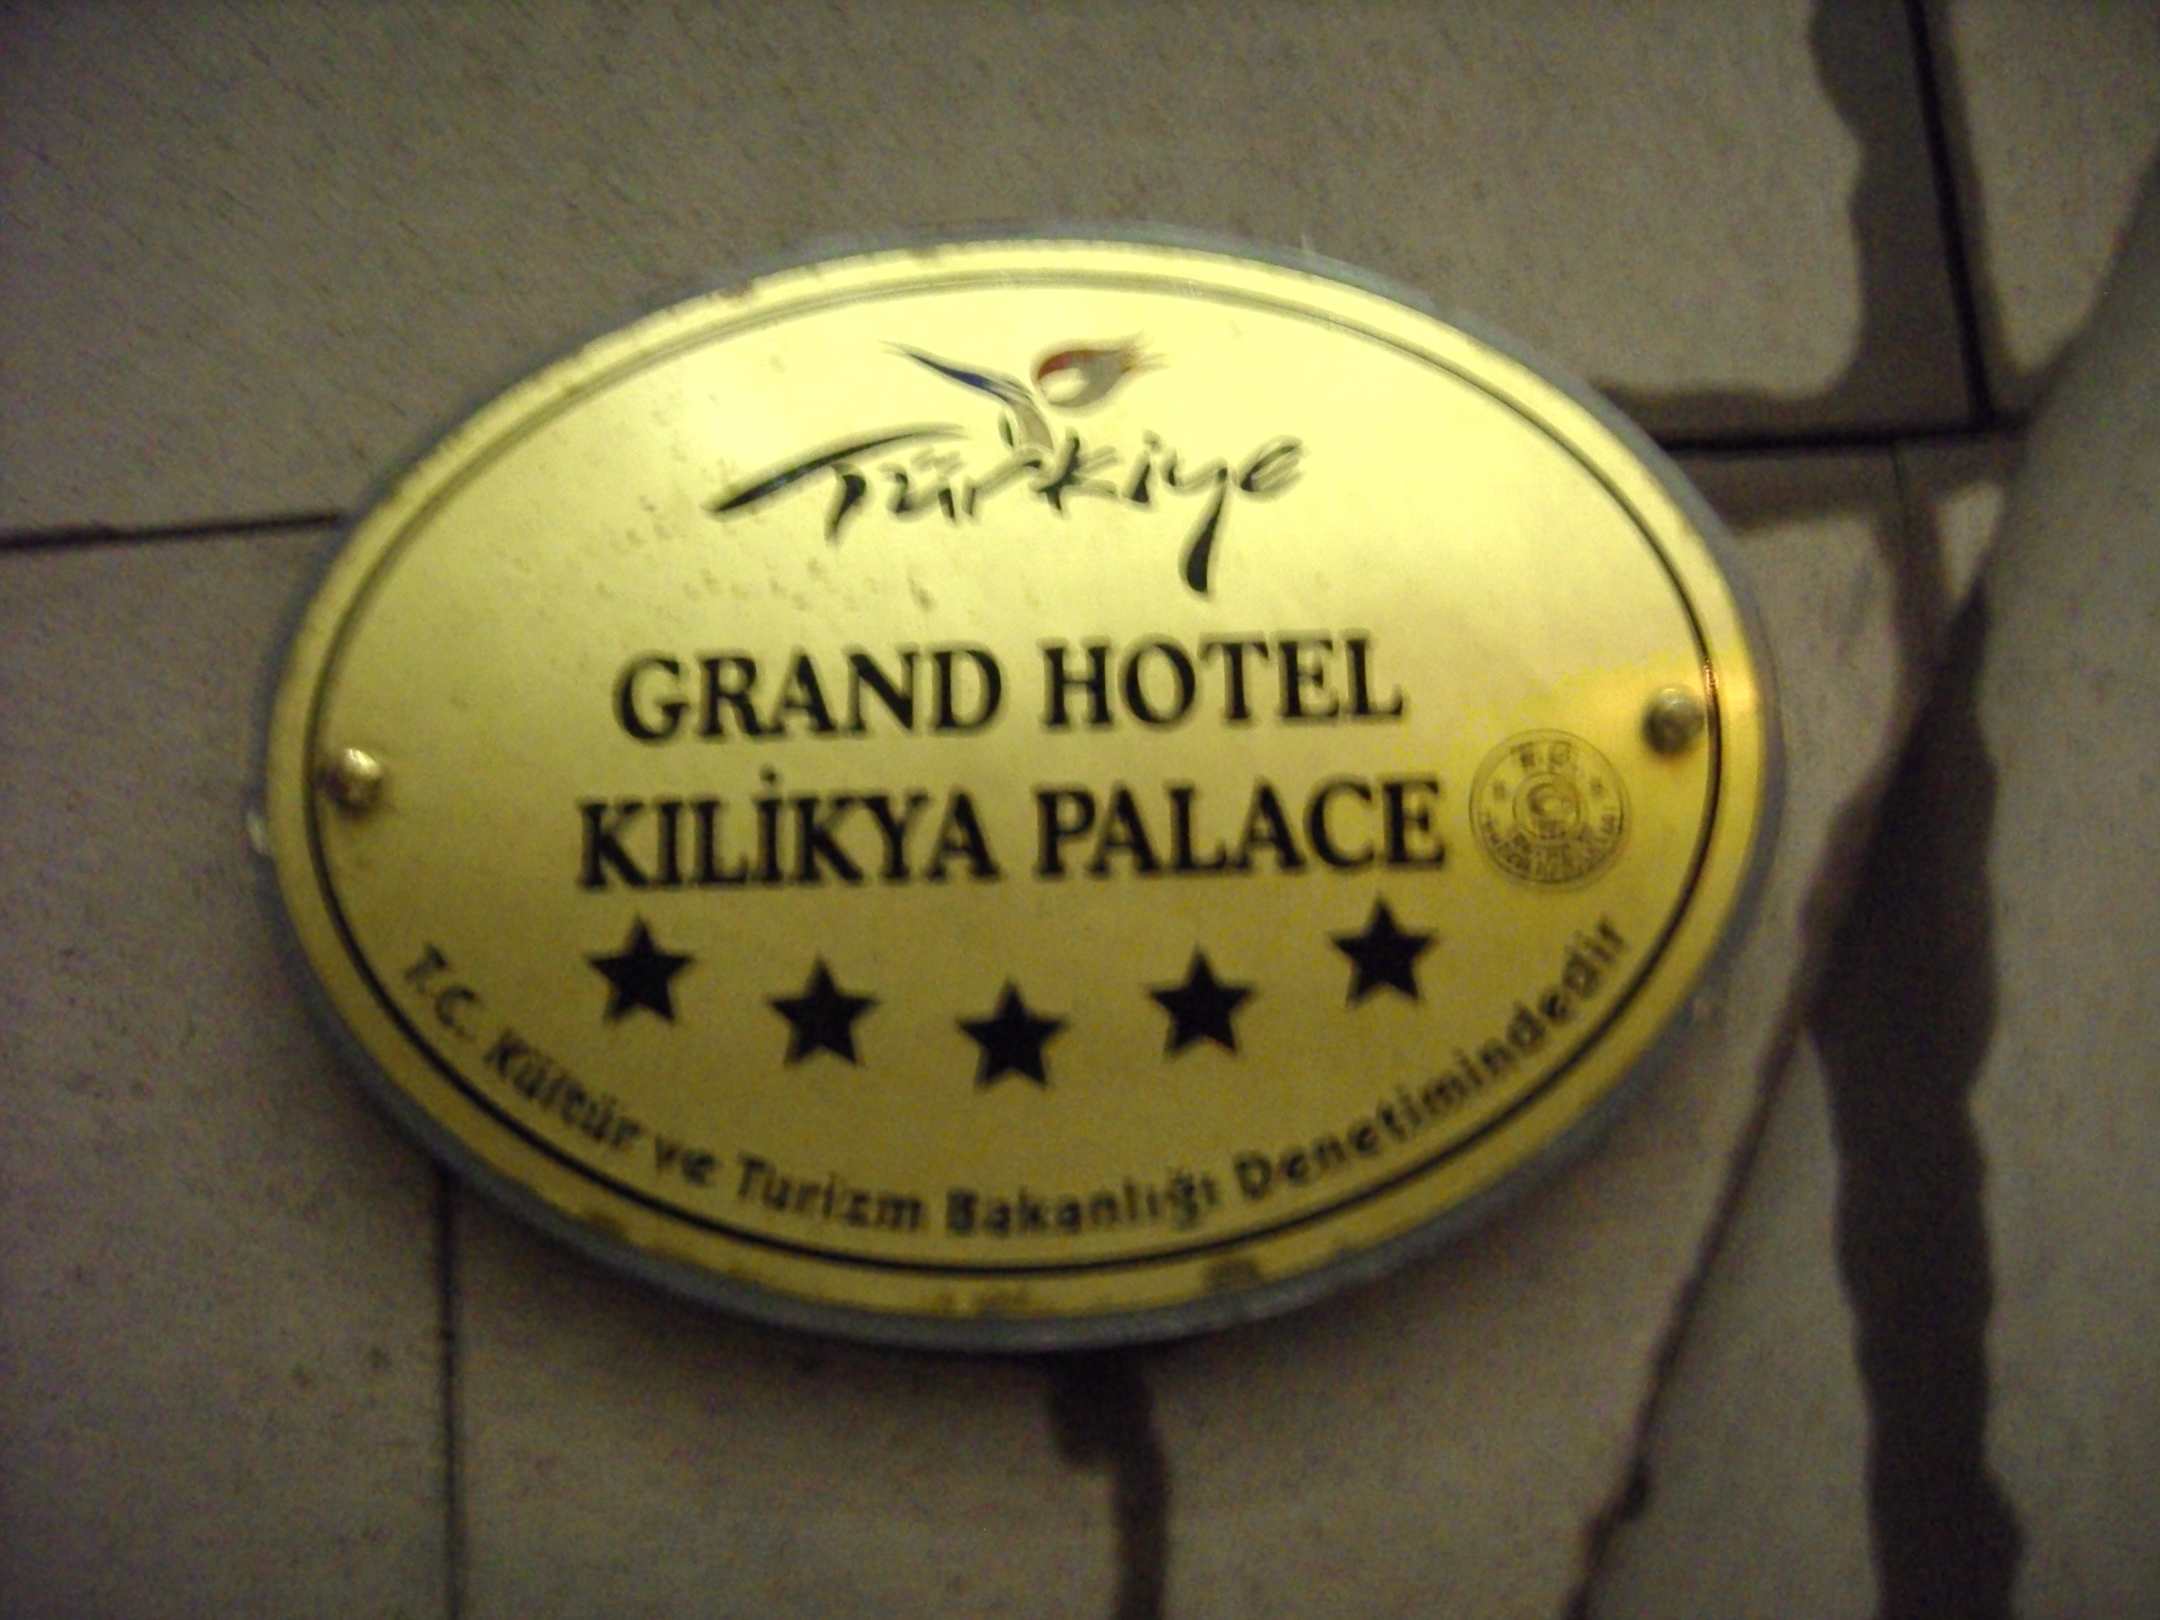 Türkiye
GRAND HOTEL
KILİKYA PALACE
T.C. Kültür ve Turizm Bakanlığı Denetimindedir